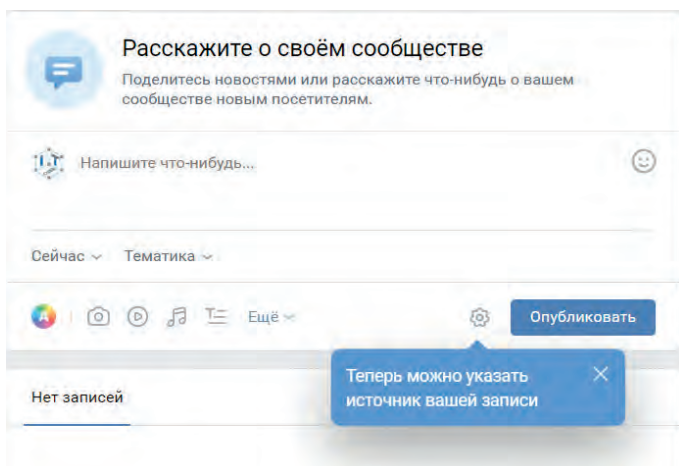 Расскажите о своём сообществе
Поделитесь новостями или расскажите что-нибудь о вашем
сообществе новым посетителям.
Напишите что-нибудь...
Сейчас
Тематика
Ещё
Опубликовать
Теперь можно указать
источник вашей записи
Нет записей